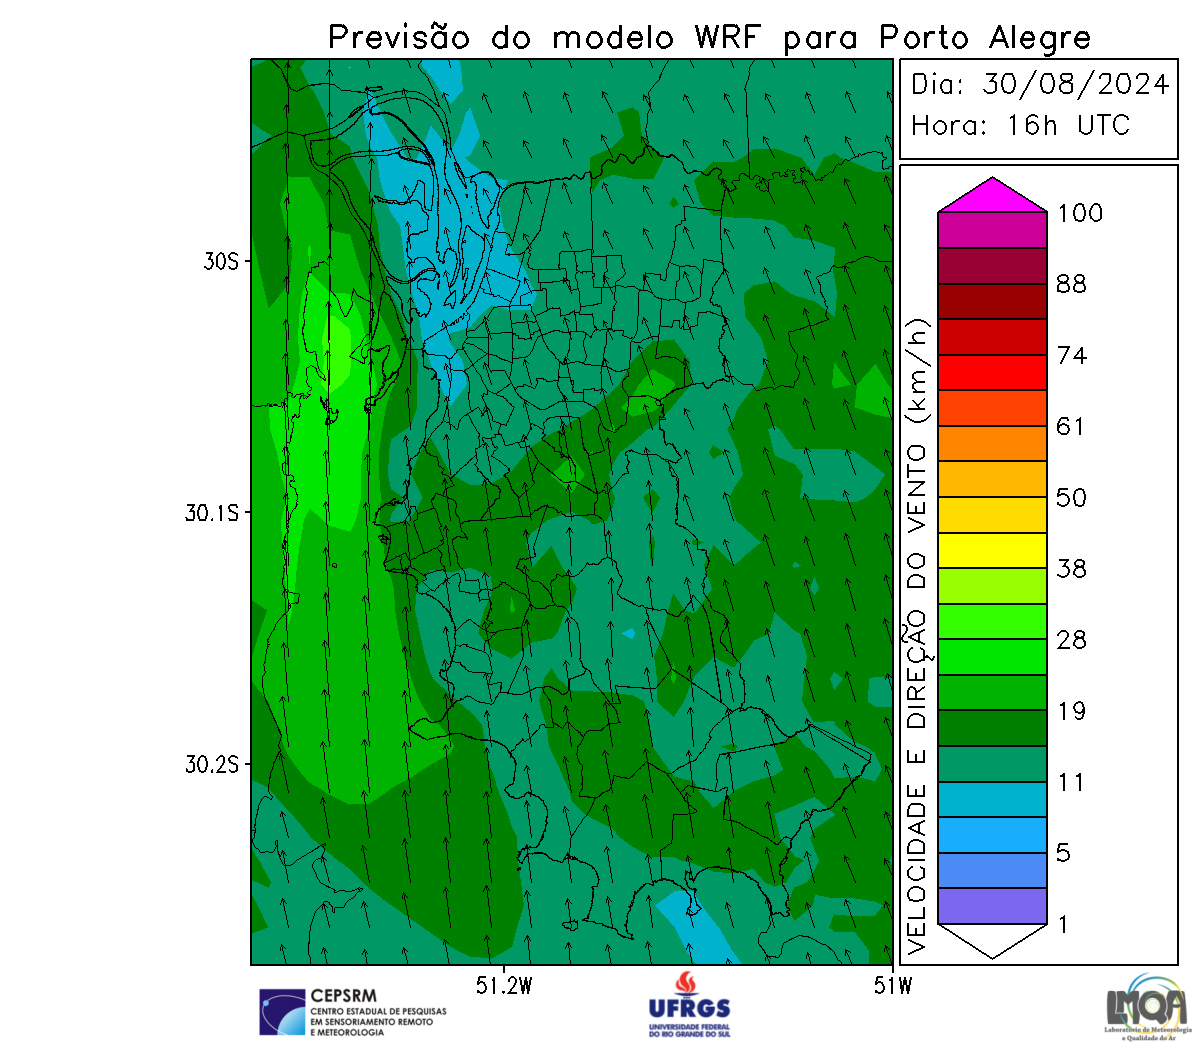 Previsão do modelo WRF para Porto Alegre
Dia: 30/08/2024
Hora: 16h UTC
30S
30.1S
30.2S
51.2W
51W
VELOCIDADE E DIREÇÃO DO VENTO (km/h)
100
88
74
61
50
38
28
19
11
5
1
CEPSRM
CENTRO ESTADUAL DE PESQUISAS
EM SENSORIAMENTO REMOTO
E METEOROLOGIA
UFRGS
UNIVERSIDADE FEDERAL
DO RIO GRANDE DO SUL
LMQA
Laboratório de Meteorologia
e Qualidade do Ar